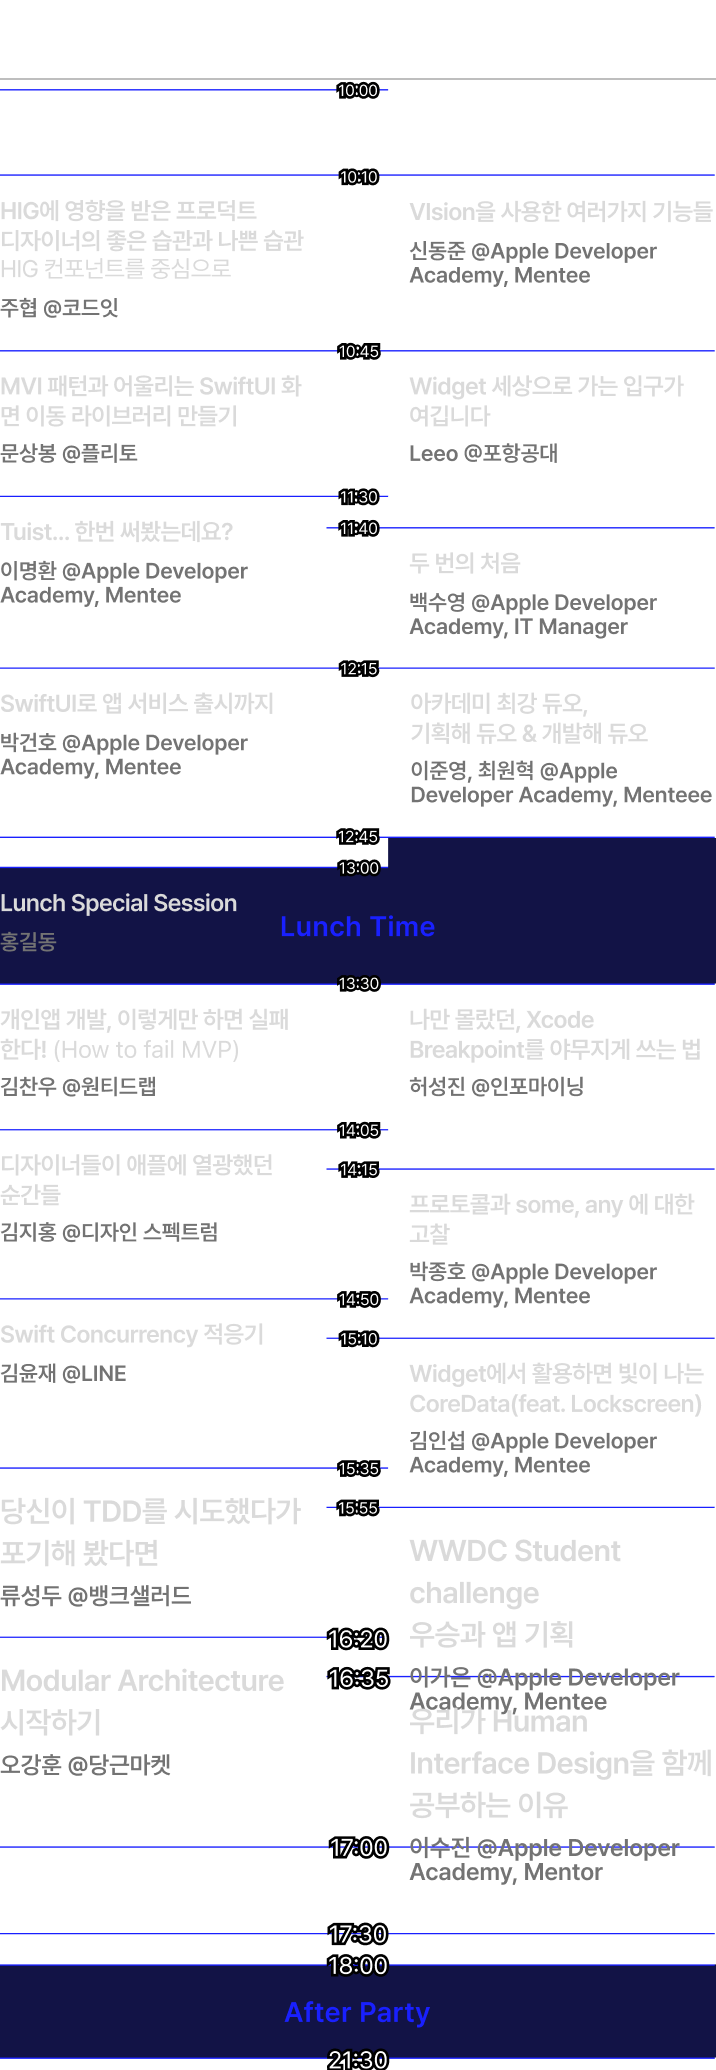 10:00
10:10
HIG에 영향을 받은 프로덕트
디자이너의 좋은 습관과 나쁜 습관
HIG 컨포넌트를 중심으로
주협 @코드잇
VIsion을 사용한 여러가지 기능들
신동준 @Apple Developer
Academy, Mentee
10:45
MVI 패턴과 어울리는 SwiftUI 화
면 이동 라이브러리 만들기
문상봉 @플리토
Widget 세상으로 가는 입구가
여깁니다
Leeo @포항공대
11:30
Tuist... 한번 써봤는데요?
이명환 @Apple Developer
Academy, Mentee
11:40
두 번의 처음
백수영 @Apple Developer
Academy, IT Manager
12:15
SwiftUI로 앱 서비스 출시까지
박건호 @Apple Developer
Academy, Mentee
아카데미 최강 듀오,
기획해 듀오 & 개발해 듀오
이준영, 최원혁 @Apple
Developer Academy, Menteee
12:45
13:00
Lunch Special Session
홍길동
Lunch Time
13:30
개인앱 개발, 이렇게만 하면 실패
한다! (How to fail MVP)
김찬우 @원티드랩
나만 몰랐던, Xcode
Breakpoint를 야무지게 쓰는 법
허성진 @인포마이닝
14:05
디자이너들이 애플에 열광했던
순간들
김지홍 @디자인 스펙트럼
14:15
프로토콜과 some, any 에 대한
고찰
박종호 @Apple Developer
Academy, Mentee
14:50
Swift Concurrency 적응기
김윤재 @LINE
15:10
Widget에서 활용하면 빛이 나는
CoreData(feat. Lockscreen)
김인섭 @Apple Developer
Academy, Mentee
15:35
당신이 TDD를 시도했다가
포기해 봤다면
류성두 @뱅크샐러드
15:55
WWDC Student
challenge
우승과 앱 기획
이가은 @Apple Developer
Academy, Mentee
16:20
Modular Architecture
시작하기
오강훈 @당근마켓
16:35
우리가 Human
Interface Design을 함께
공부하는 이유
이수진 @Apple Developer
Academy, Mentor
17:00
17:30
18:00
After Party
21:30